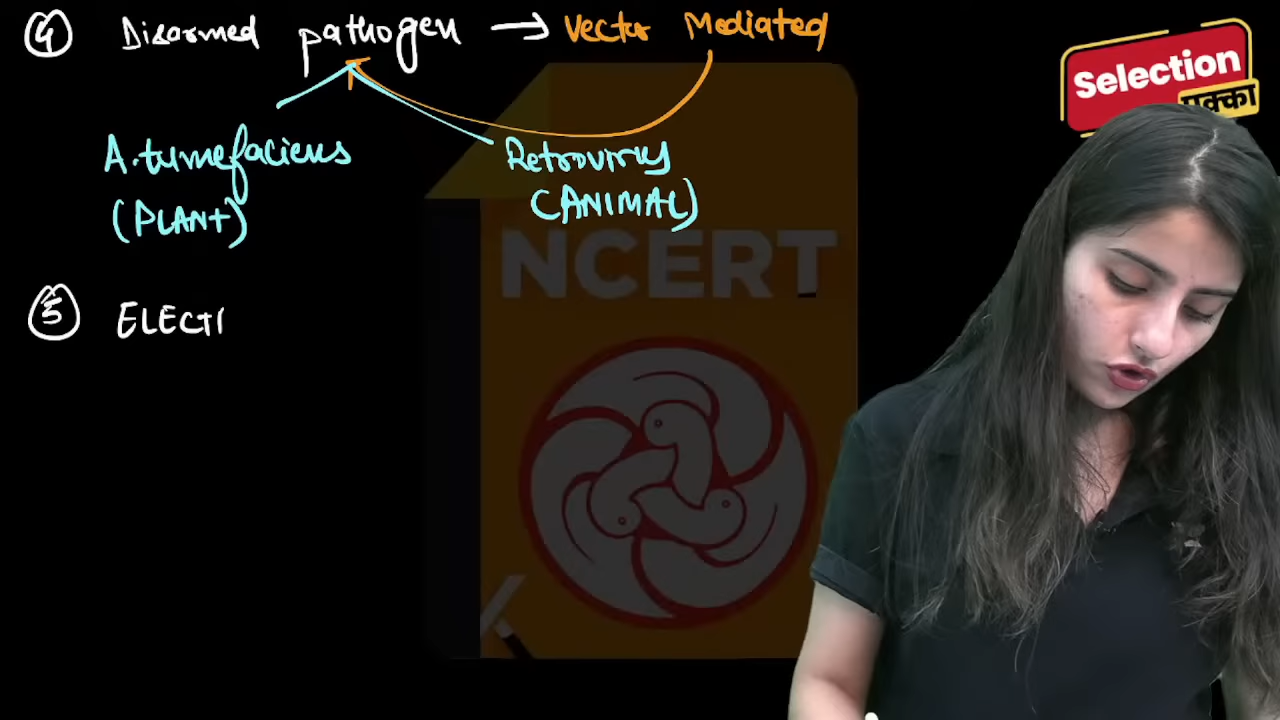 4 Disarmed pathogen → Vector Mediated
A. tumefaciens
(PLANT)
Retrovirus
(ANIMAL)
5 ELECTI
NCERT
Selection
पक्का